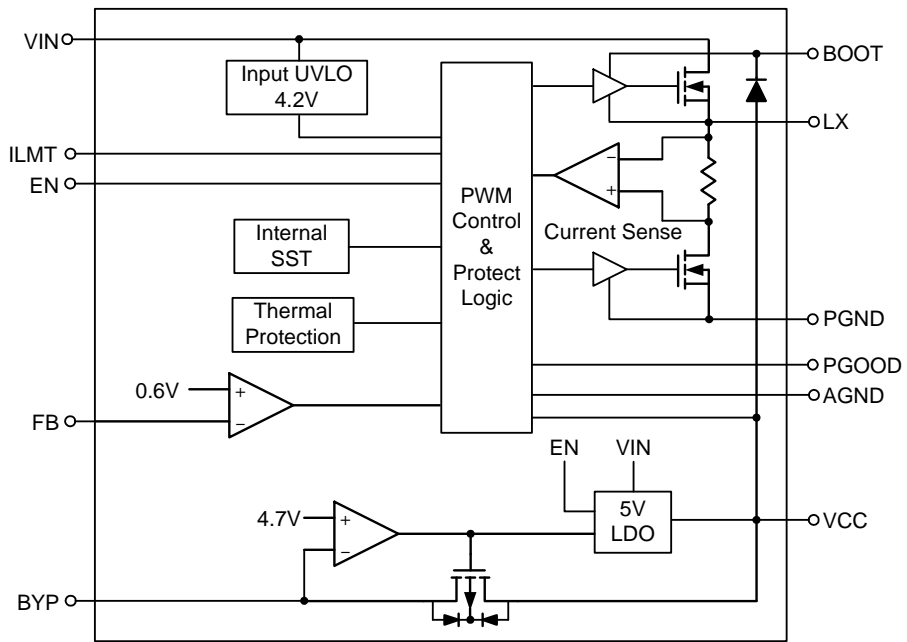 VIN
BOOT
Input UVLO
4.2V
LX
ILMT
EN
PWM
Control
&
Protect
Logic
−
+
Current Sense
Internal
SST
Thermal
Protection
PGND
PGOOD
AGND
0.6V
+
−
FB
EN
VIN
4.7V
+
−
5V
LDO
VCC
BYP